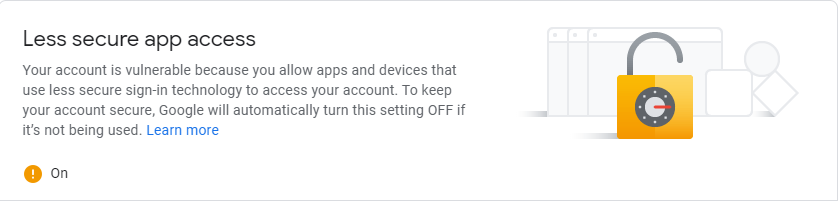 Less secure app access
Your account is vulnerable because you allow apps and devices that
use less secure sign-in technology to access your account. To keep
your account secure, Google will automatically turn this setting OFF if
it's not being used. Learn more
On